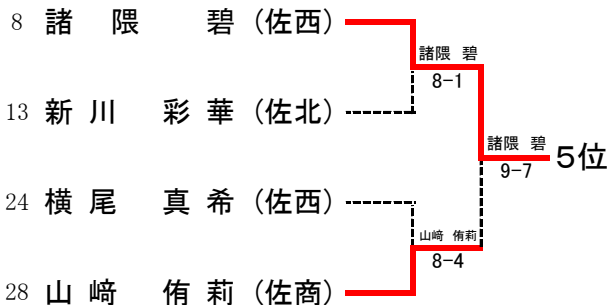 8 諸隈 碧 (佐西)
諸隈 碧
8-1
13 新川 彩華 (佐北)
諸隈 碧
9-7
5位
24 横尾 真希 (佐西)
山﨑 侑莉
8-4
28 山﨑 侑莉 (佐商)